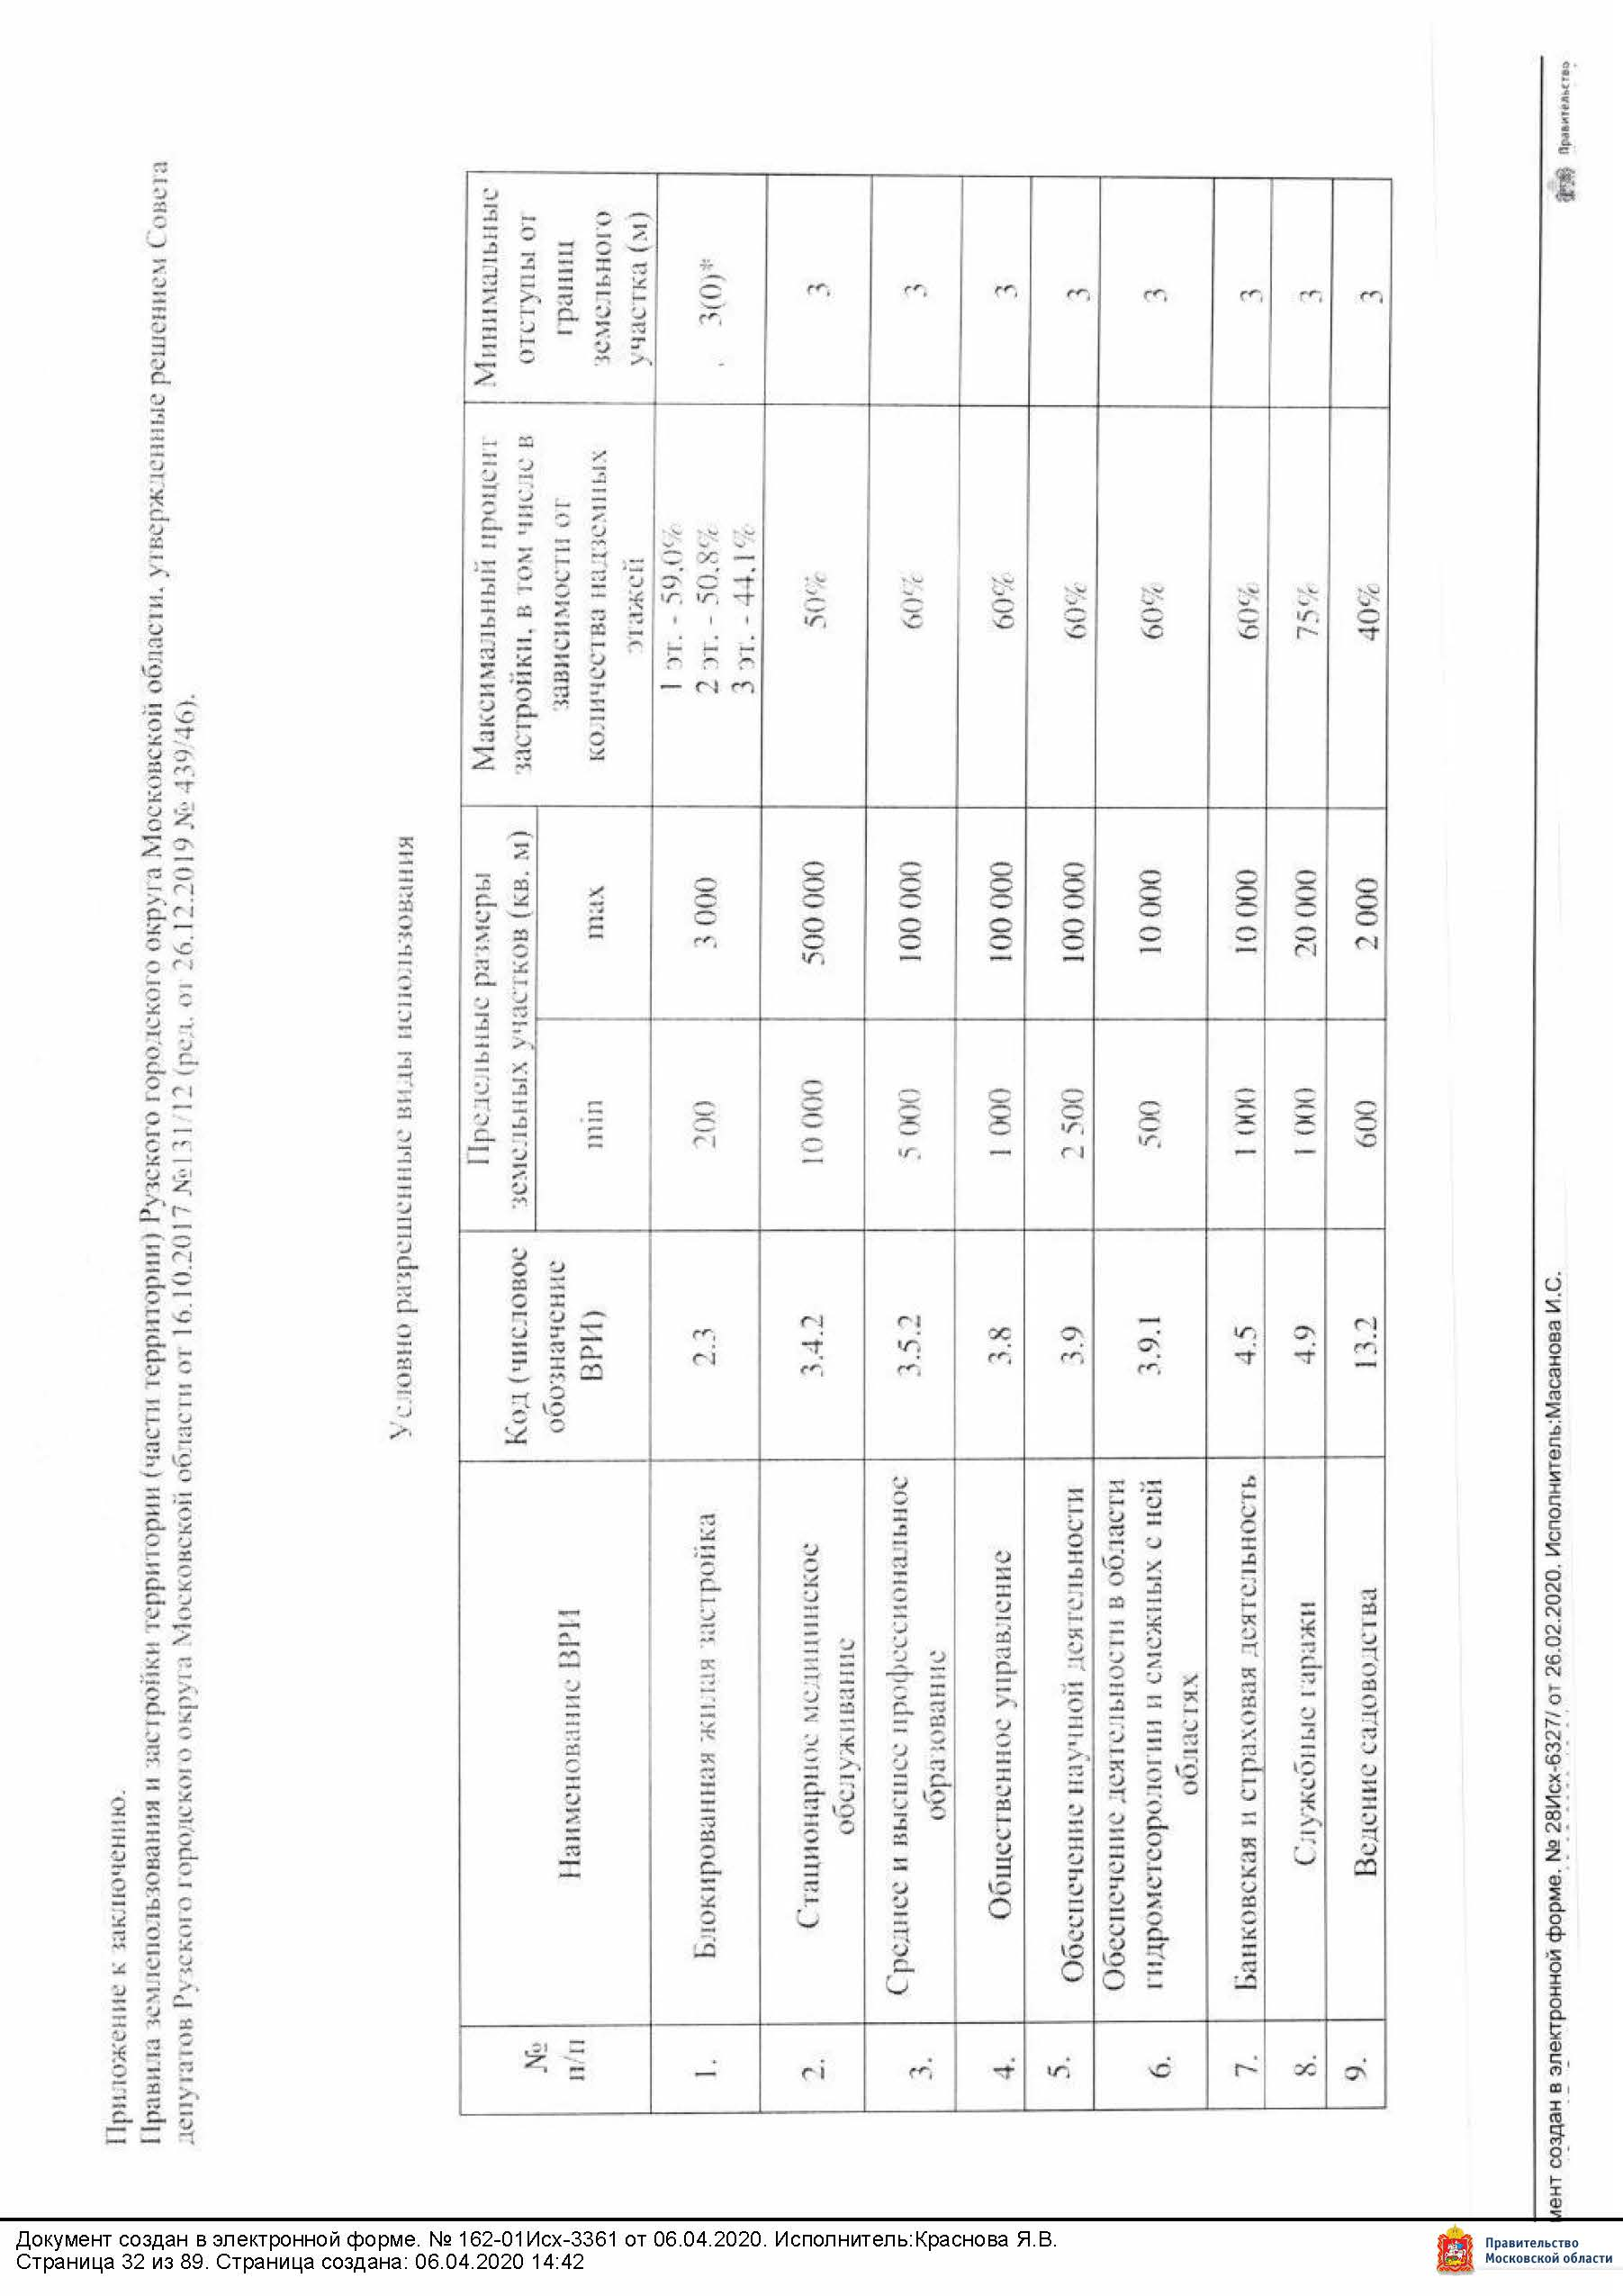 Приложение к заключению.
Правила землепользования и застройки территории (части территории) Рузского городского округа Московской области, утвержденные решением Совета
депутатов Рузского городского округа Московской области от 16.10.2017 №131/12 (ред. от 26.12.2019 № 439/46).
Условно разрешенные виды использования
№ п/п
Наименование ВРИ
Код (числовое
обозначение
ВРИ)
Предельные размеры
земельных участков (кв. м)
min
max
Максимальный процент
застройки, в том числе в
зависимости от
количества надземных
этажей
Минимальные
отступы от
границ
земельного
участка (м)
1. Блокированная жилая застройка 2.3 200 3 000
1 эт. - 59.0%
2 эт. - 50.8%
3 эт. - 44.1%
3(0)*
2. Стационарное медицинское
обслуживание
3.4.2 10 000 500 000 50% 3
3. Среднее и высшее профессиональное
образование
3.5.2 5 000 100 000 60% 3
4. Общественное управление 3.8 1 000 100 000 60% 3
5. Обеспечение научной деятельности 3.9 2 500 100 000 60% 3
6. Обеспечение деятельности в области
гидрометеорологии и смежных с ней
областях
3.9.1 500 10 000 60% 3
7. Банковская и страховая деятельность 4.5 1 000 10 000 60% 3
8. Служебные гаражи 4.9 1 000 20 000 75% 3
9. Ведение садоводства 13.2 600 2 000 40% 3
мент создан в электронной форме. № 28Исх-6327/ от 26.02.2020. Исполнитель:Масанова И.С.
Правительство
Документ создан в электронной форме. № 162-01Исх-3361 от 06.04.2020. Исполнитель:Краснова Я.В.
Страница 32 из 89. Страница создана: 06.04.2020 14:42
Правительство
Московской области